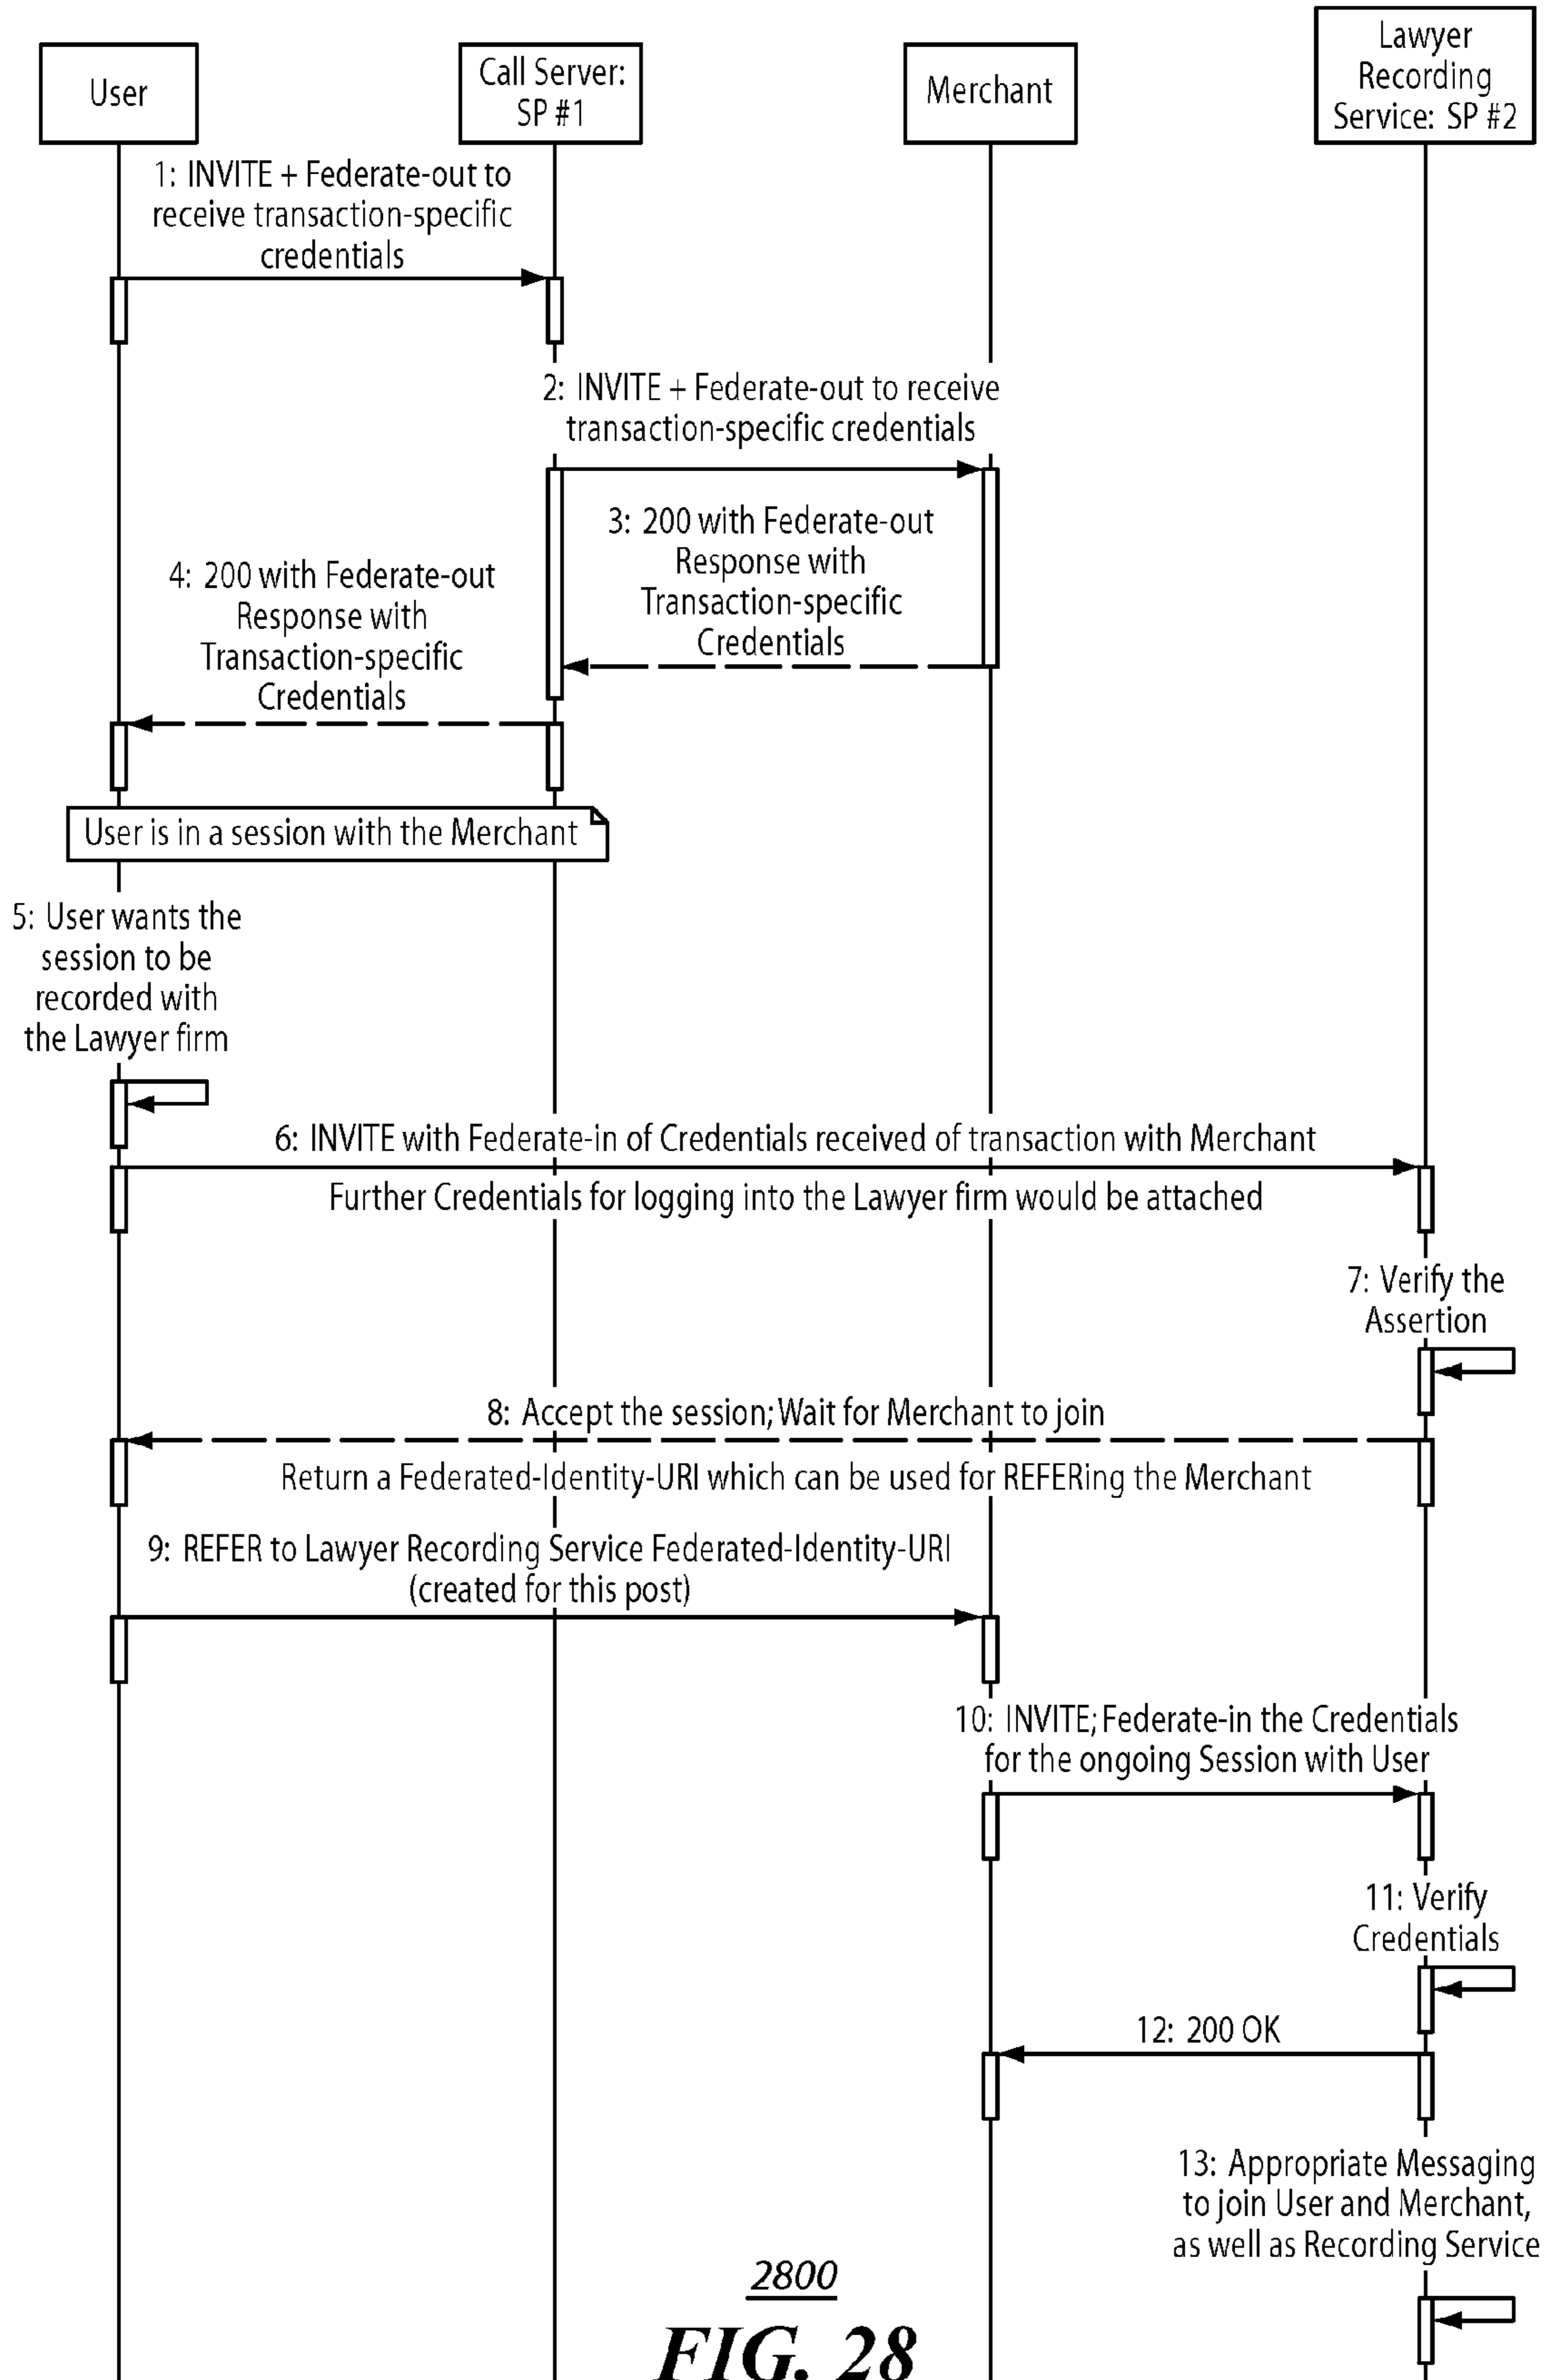 User
Call Server:
SP #1
Merchant
Lawyer
Recording
Service: SP #2
1: INVITE + Federate-out to
receive transaction-specific
credentials
2: INVITE + Federate-out to receive
transaction-specific credentials
3: 200 with Federate-out
Response with
Transaction-specific
Credentials
4: 200 with Federate-out
Response with
Transaction-specific
Credentials
User is in a session with the Merchant
5: User wants the
session to be
recorded with
the Lawyer firm
6: INVITE with Federate-in of Credentials received of transaction with Merchant
Further Credentials for logging into the Lawyer firm would be attached
7: Verify the
Assertion
8: Accept the session; Wait for Merchant to join
Return a Federated-Identity-URI which can be used for REFERing the Merchant
9: REFER to Lawyer Recording Service Federated-Identity-URI
(created for this post)
10: INVITE; Federate-in the Credentials
for the ongoing Session with User
11: Verify
Credentials
12: 200 OK
13: Appropriate Messaging
to join User and Merchant,
as well as Recording Service
2800
FIG. 28